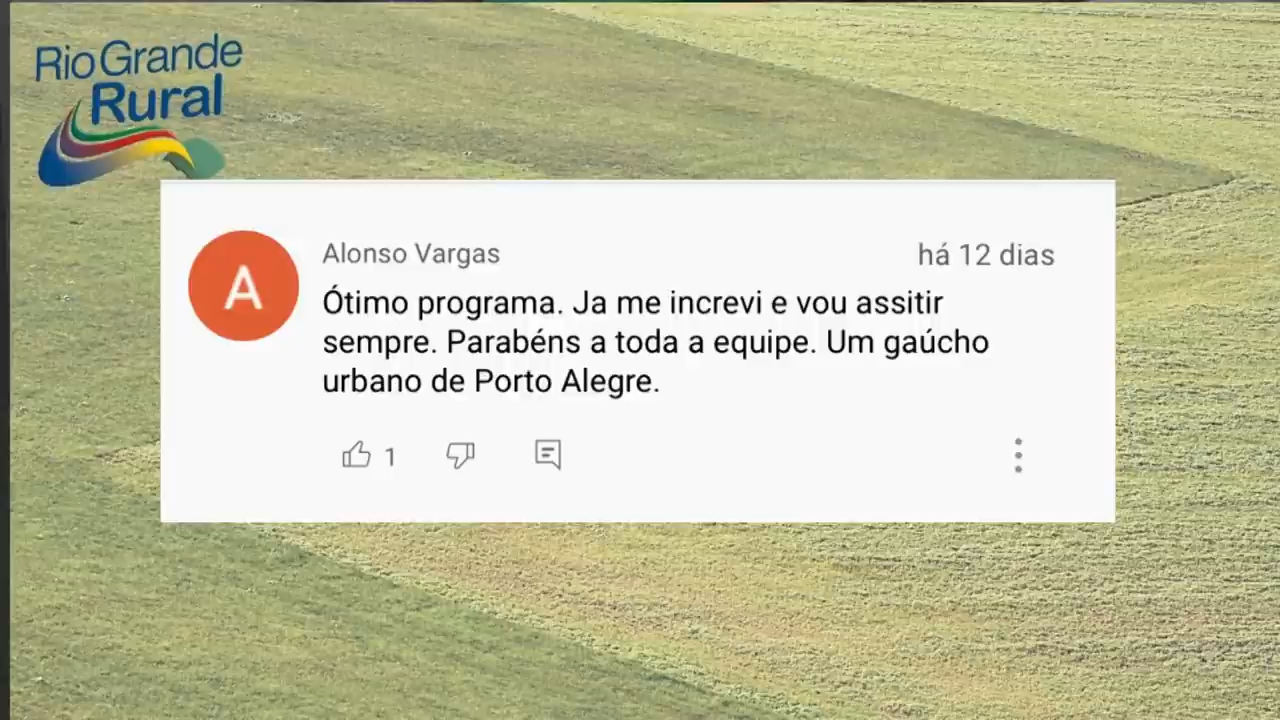 Rio Grande
Rural
A
Alonso Vargas
há 12 dias
Ótimo programa. Ja me increvi e vou assitir
sempre. Parabéns a toda a equipe. Um gaúcho
urbano de Porto Alegre.
1